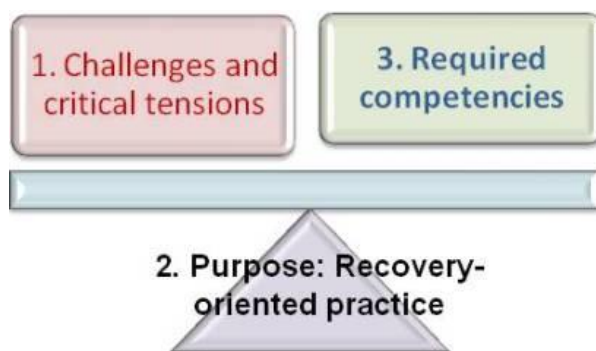 1. Challenges and
critical tensions
3. Required
competencies
2. Purpose: Recovery-
oriented practice